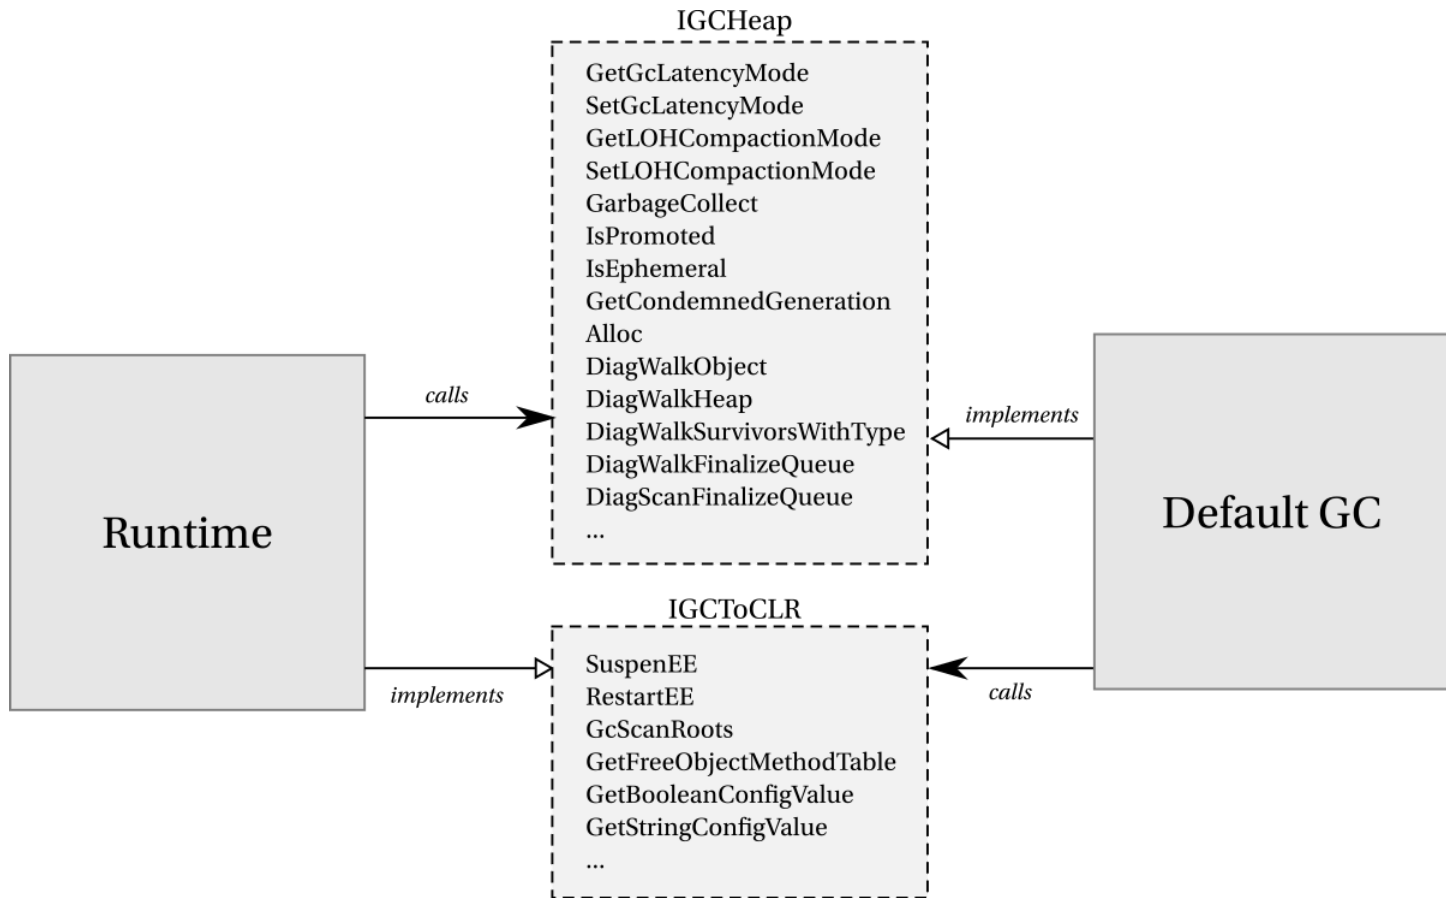 IGCHeap
GetGcLatencyMode
SetGcLatencyMode
GetLOHCompactionMode
SetLOHCompactionMode
GarbageCollect
IsPromoted
IsEphemeral
GetCondemnedGeneration
Alloc
DiagWalkObject
DiagWalkHeap
DiagWalkSurvivorsWithType
DiagWalkFinalizeQueue
DiagScanFinalizeQueue
...
calls
implements
Runtime
Default GC
IGCToCLR
SuspenEE
RestartEE
GcScanRoots
GetFreeObjectMethodTable
GetBooleanConfigValue
GetStringConfigValue
...
implements
calls